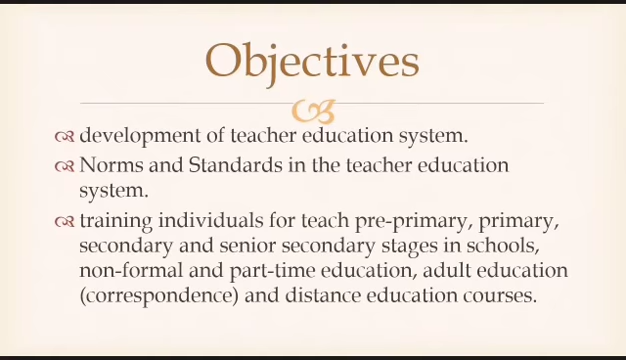 Objectives
development of teacher education system.
Norms and Standards in the teacher education
system.
training individuals for teach pre-primary, primary,
secondary and senior secondary stages in schools,
non-formal and part-time education, adult education
(correspondence) and distance education courses.